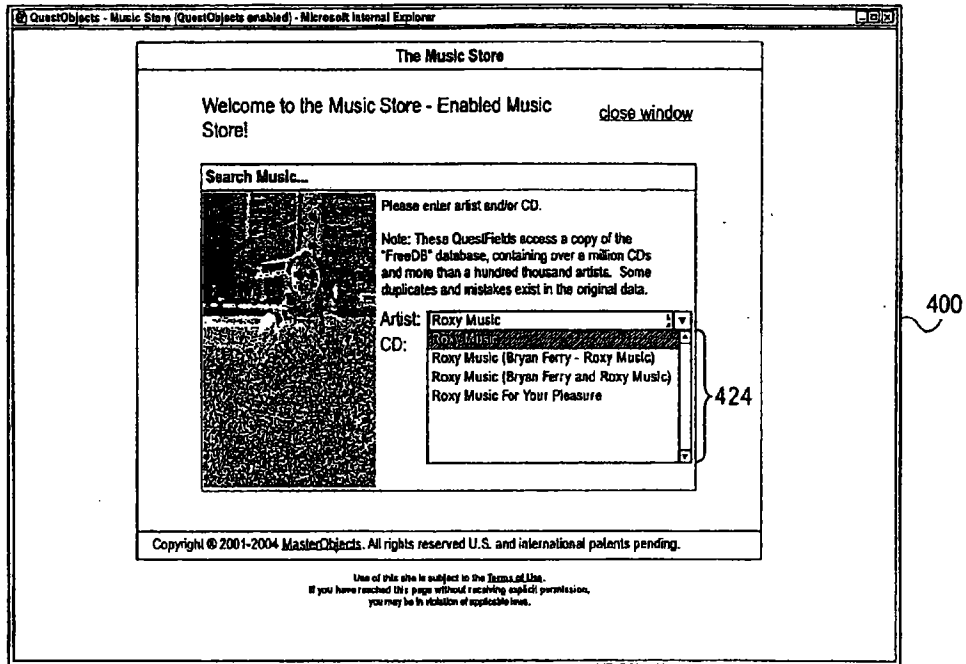 QuestObjects - Music Store (QuestObjects enabled) - Microsoft Internal Explorer
The Music Store
Welcome to the Music Store - Enabled Music
Store!
close window
Search Music...
Please enter artist and/or CD.
Note: These QuestFields access a copy of the
"FreeDB" database, containing over a million CDs
and more than a hundred thousand artists. Some
duplicates and mistakes exist in the original data.
Artist: Roxy Music
CD: Roxy Music
Roxy Music (Bryan Ferry - Roxy Music)
Roxy Music (Bryan Ferry and Roxy Music)
Roxy Music For Your Pleasure
424
400
Copyright © 2001-2004 MasterObjects. All rights reserved U.S. and international patents pending.
Use of this site is subject to the Terms of Use.
If you have reached this page without receiving explicit permission,
you may be in violation of applicable laws.